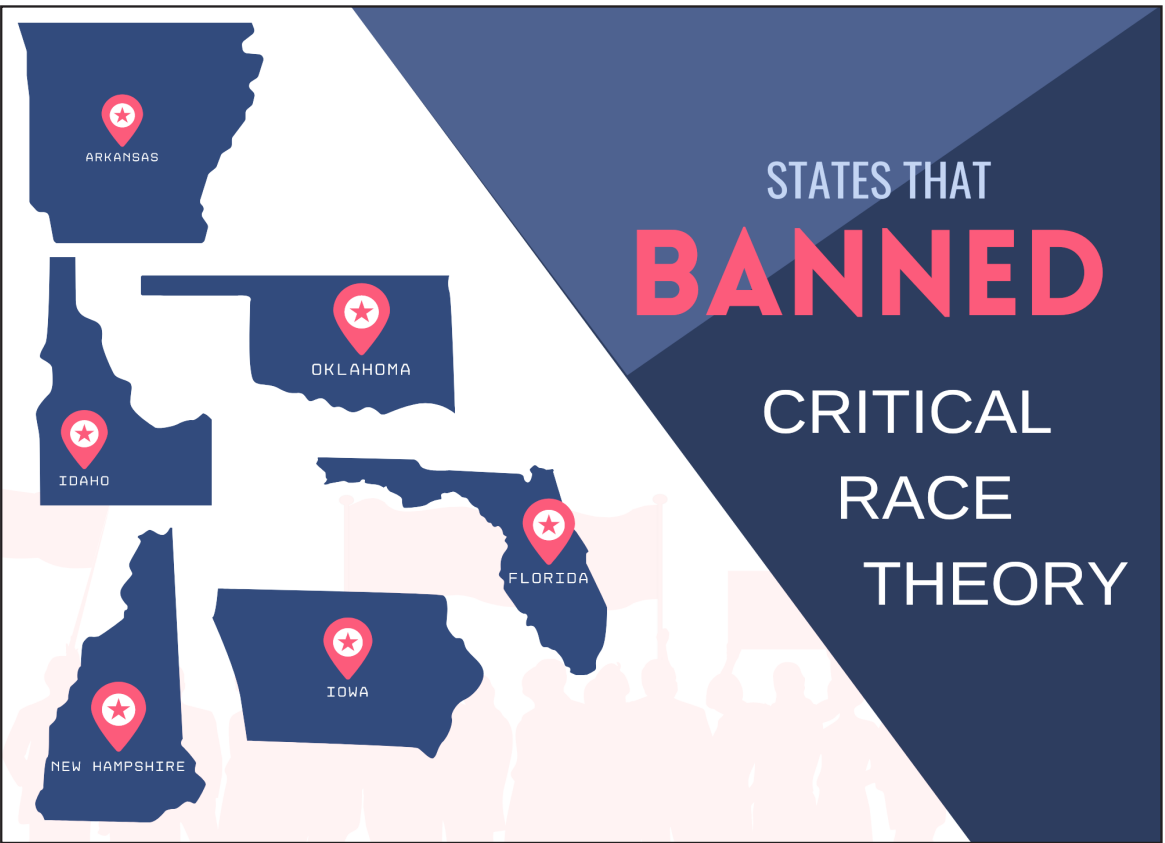 ARKANSAS
OKLAHOMA
IDAHO
FLORIDA
IOWA
NEW HAMPSHIRE
STATES THAT
BANNED
CRITICAL
RACE
THEORY